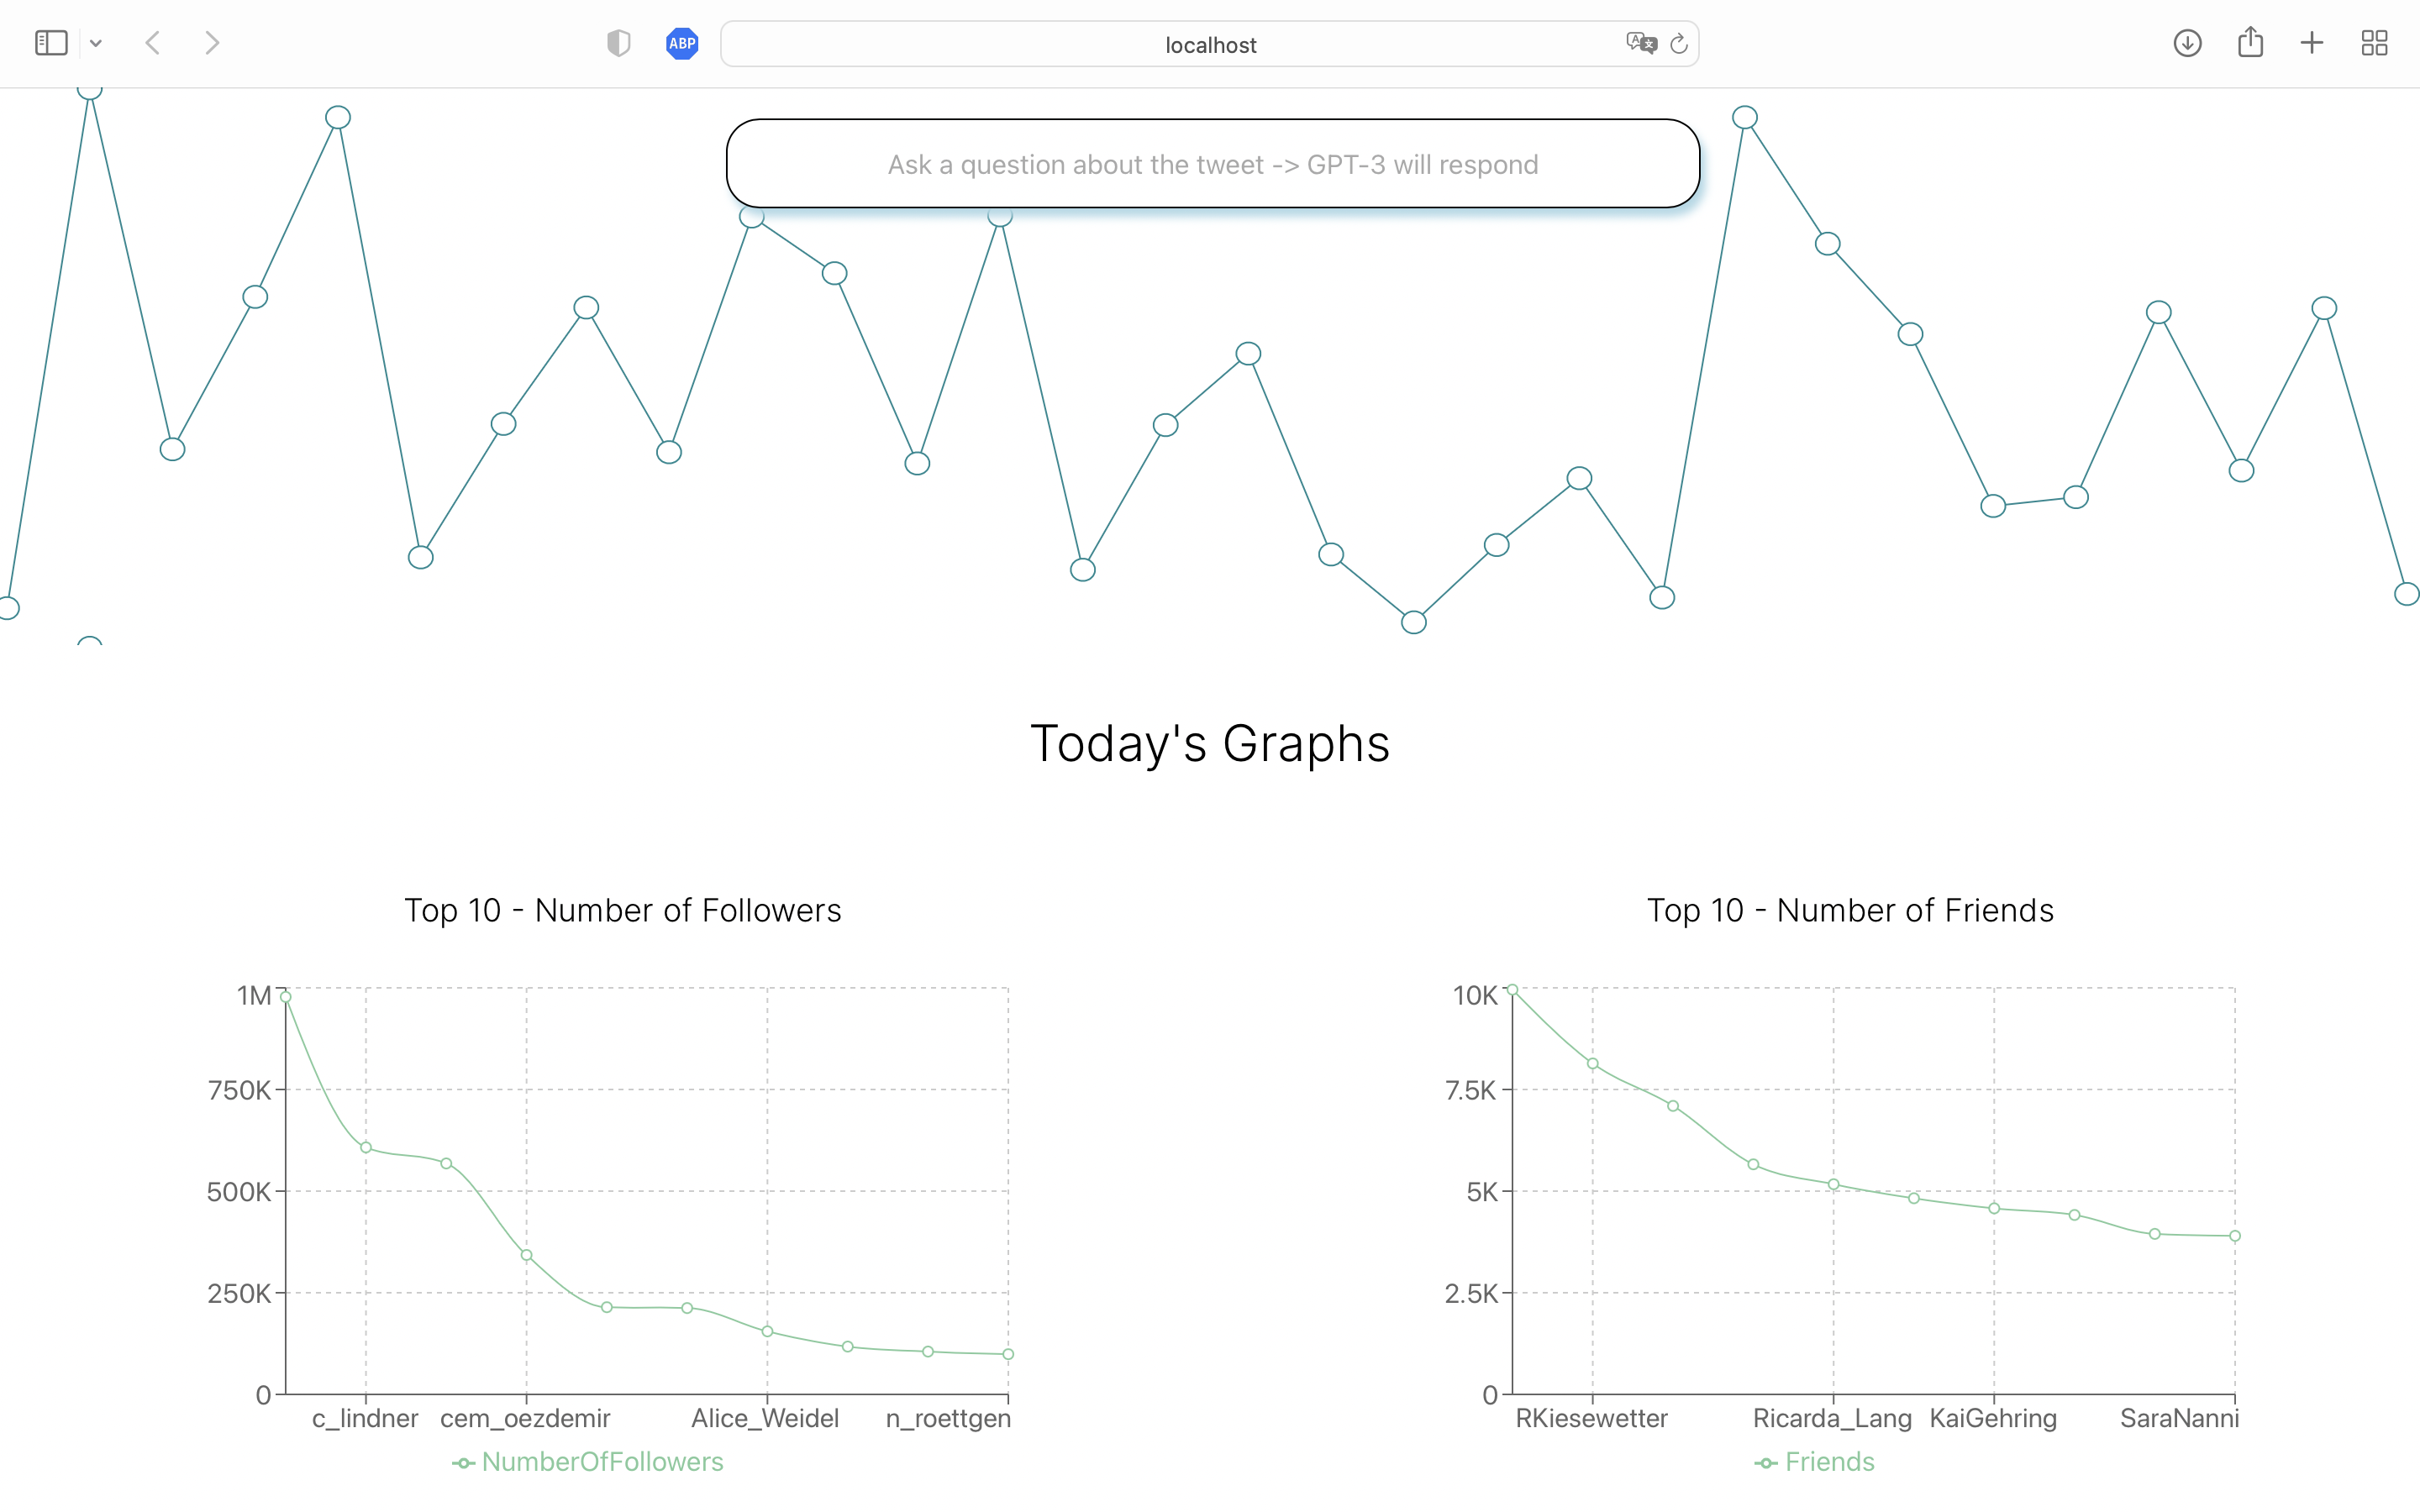 ABP
localhost
Ask a question about the tweet -> GPT-3 will respond
Today's Graphs
Top 10 - Number of Followers
1M
750K
500K
250K
0
c_lindner cem_oezdemir Alice_Weidel n_roettgen
NumberOfFollowers
Top 10 - Number of Friends
10K
7.5K
5K
2.5K
0
RKiesewetter Ricarda_Lang KaiGehring SaraNanni
Friends